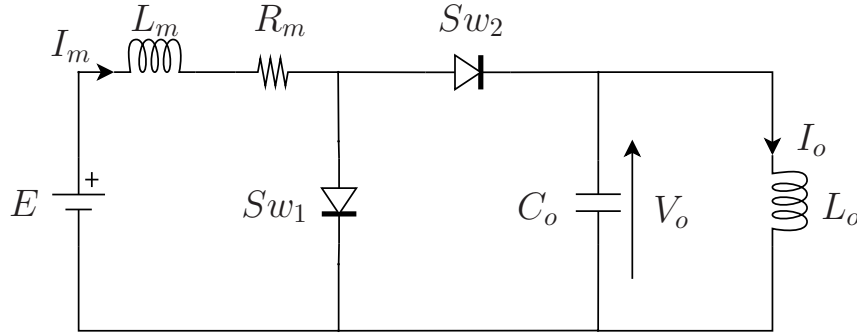 I_m
L_m
R_m
Sw_2
E
+
Sw_1
C_o
V_o
I_o
L_o